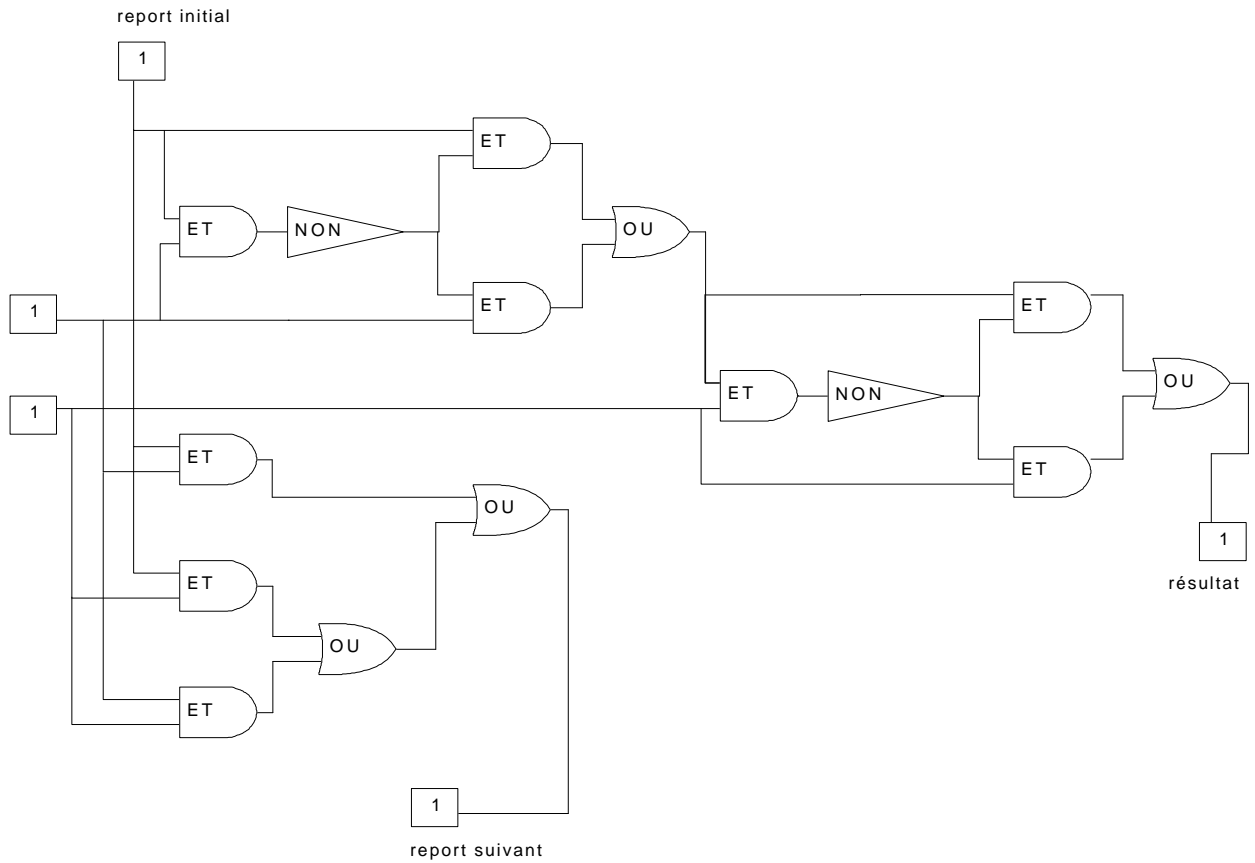 report initial
1
ET
ET
NON
OU
1
ET
ET
1
ET
NON
OU
ET
ET
OU
1
résultat
ET
OU
ET
1
report suivant